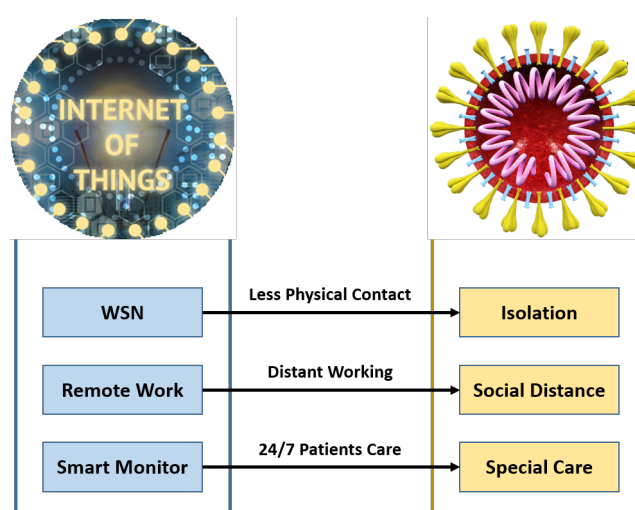 INTERNET
OF
THINGS
WSN
Less Physical Contact
Isolation
Remote Work
Distant Working
Social Distance
Smart Monitor
24/7 Patients Care
Special Care